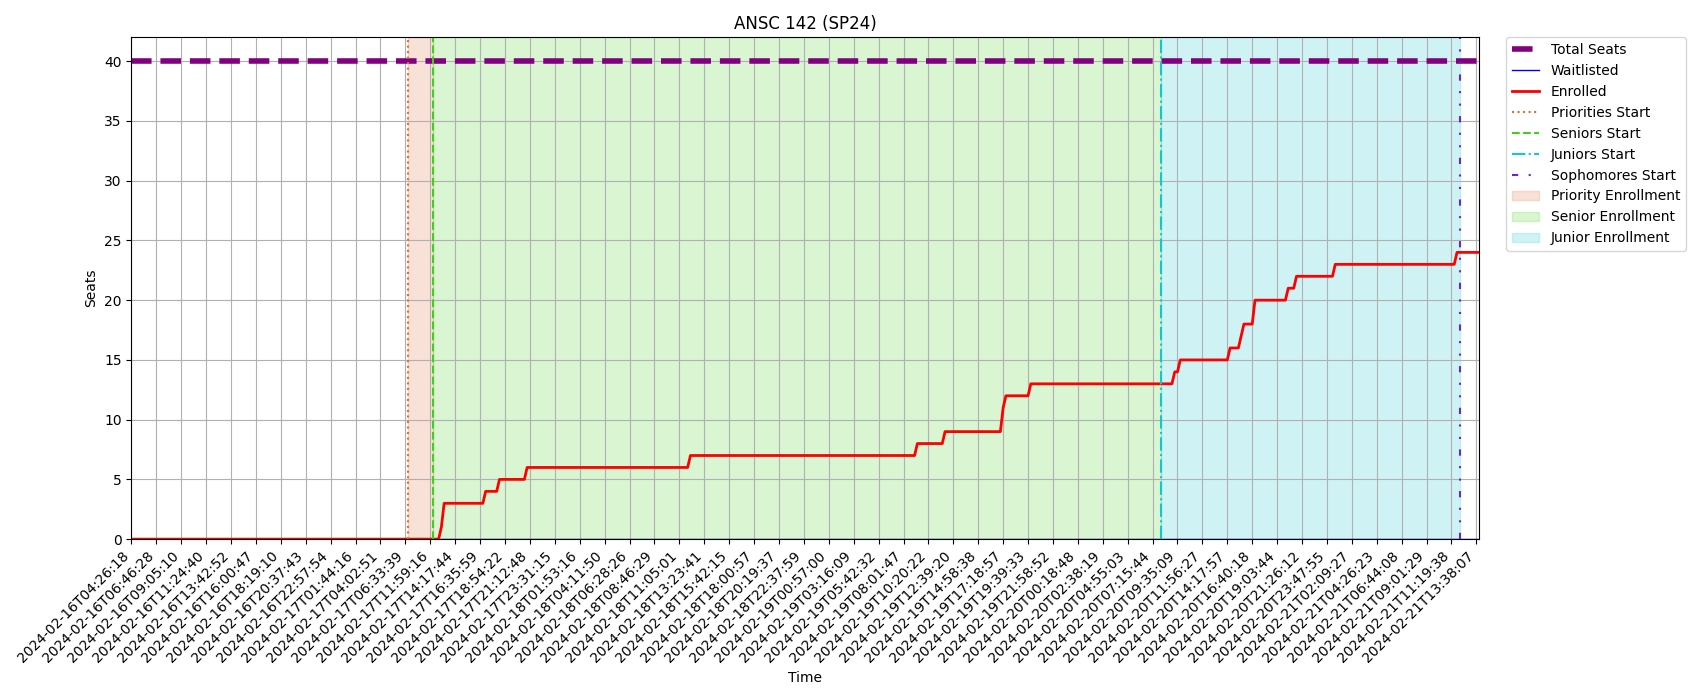 ANSC 142 (SP24)
Total Seats
Waitlisted
Enrolled
Priorities Start
Seniors Start
Juniors Start
Sophomores Start
Priority Enrollment
Senior Enrollment
Junior Enrollment
Seats
40
35
30
25
20
15
10
5
0
2024-02-16T04:26:18
2024-02-16T06:46:28
2024-02-16T09:05:10
2024-02-16T11:24:40
2024-02-16T13:42:52
2024-02-16T16:00:47
2024-02-16T18:19:10
2024-02-16T20:37:43
2024-02-16T22:57:54
2024-02-17T01:44:16
2024-02-17T04:02:51
2024-02-17T06:33:39
2024-02-17T11:59:16
2024-02-17T14:17:44
2024-02-17T16:35:59
2024-02-17T18:54:22
2024-02-17T21:12:48
2024-02-17T23:31:15
2024-02-18T01:53:16
2024-02-18T04:11:50
2024-02-18T06:28:26
2024-02-18T08:46:29
2024-02-18T11:05:01
2024-02-18T13:23:41
2024-02-18T15:42:15
2024-02-18T18:00:57
2024-02-18T20:19:37
2024-02-18T22:37:59
2024-02-19T00:57:00
2024-02-19T03:16:09
2024-02-19T05:42:32
2024-02-19T08:01:47
2024-02-19T10:20:22
2024-02-19T12:39:20
2024-02-19T14:58:38
2024-02-19T17:18:57
2024-02-19T19:39:33
2024-02-19T21:58:52
2024-02-20T00:18:48
2024-02-20T02:38:19
2024-02-20T04:55:03
2024-02-20T07:15:44
2024-02-20T09:35:09
2024-02-20T11:56:27
2024-02-20T14:17:57
2024-02-20T16:40:18
2024-02-20T19:03:44
2024-02-20T21:26:12
2024-02-20T23:47:55
2024-02-21T02:09:27
2024-02-21T04:26:23
2024-02-21T06:44:08
2024-02-21T09:01:29
2024-02-21T11:19:38
2024-02-21T13:38:07
Time